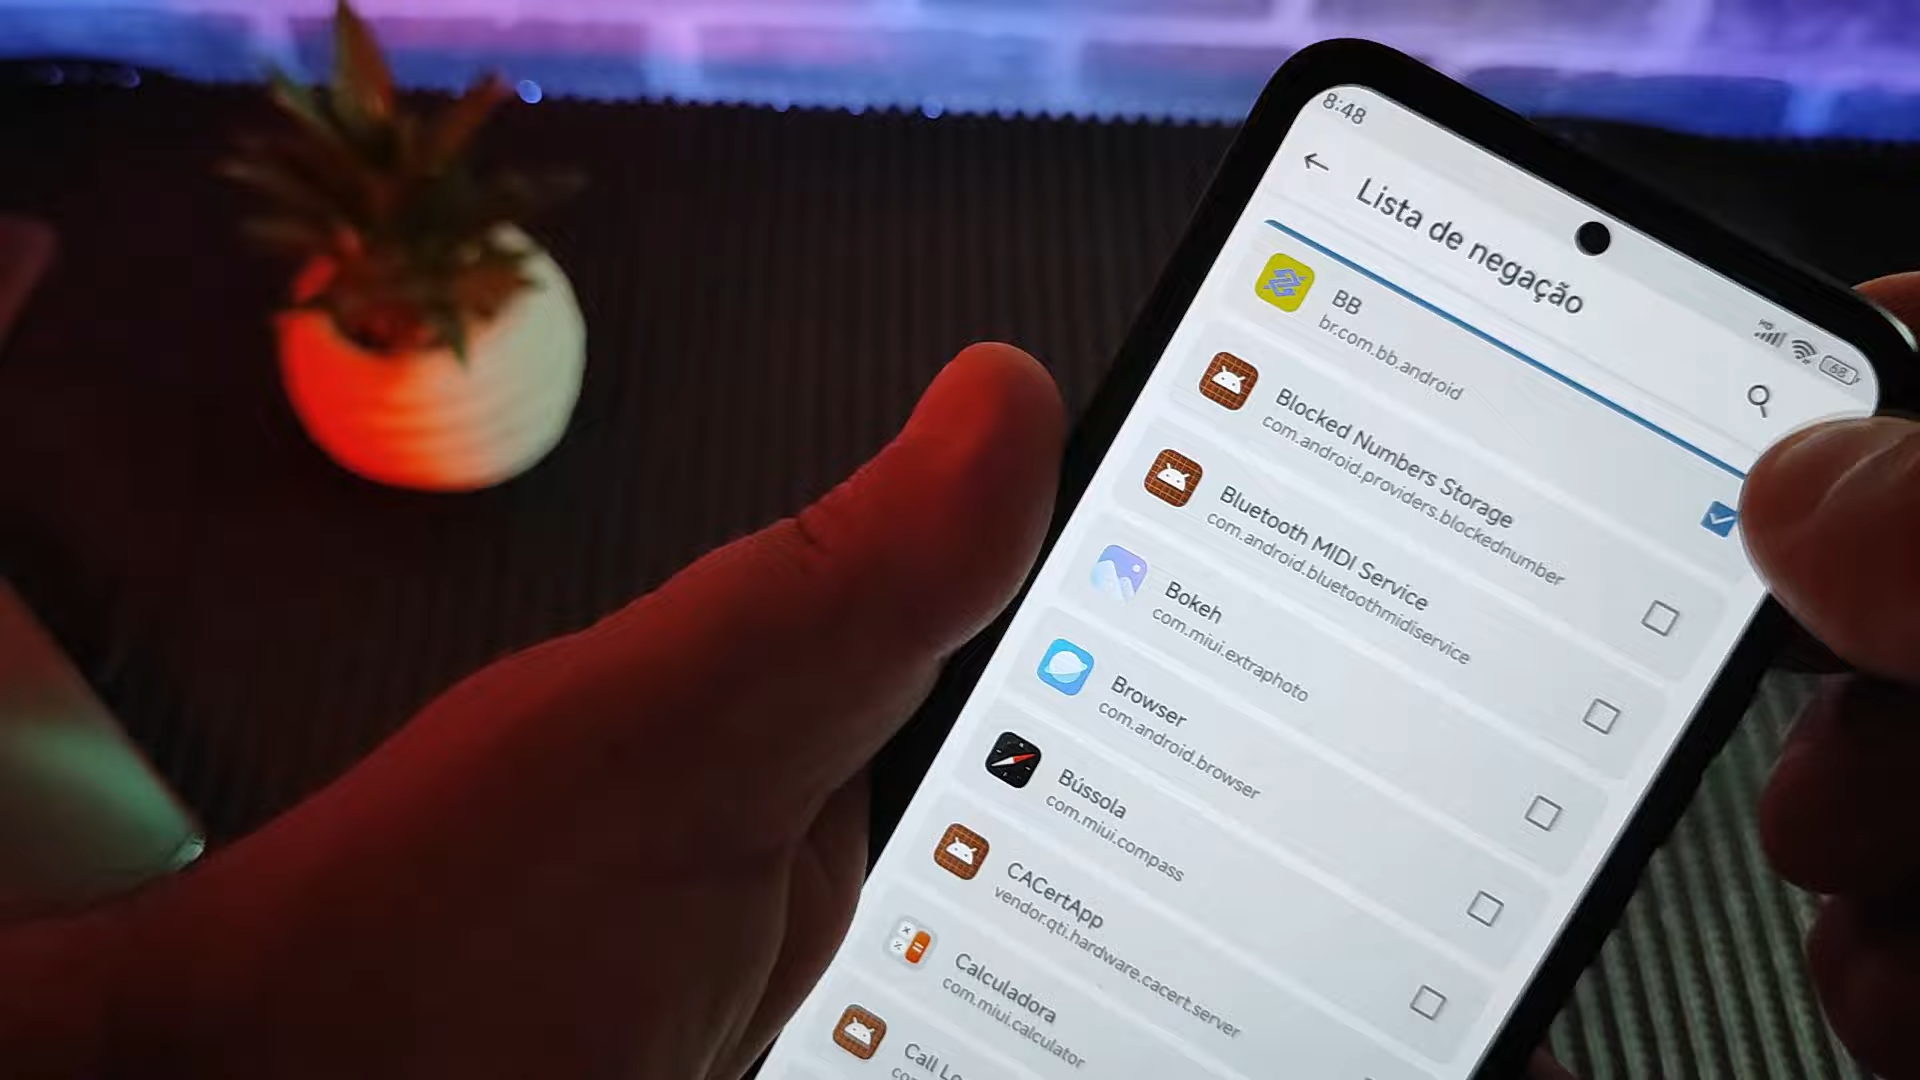 8:48
68
Lista de negação
BB
br.com.bb.android
Blocked Numbers Storage
com.android.providers.blockednumber
Bluetooth MIDI Service
com.android.bluetoothmidiservice
Bokeh
com.miui.extraphoto
Browser
com.android.browser
Bússola
com.miui.compass
CACertApp
vendor.qti.hardware.cacert.server
Calculadora
com.miui.calculator
Call